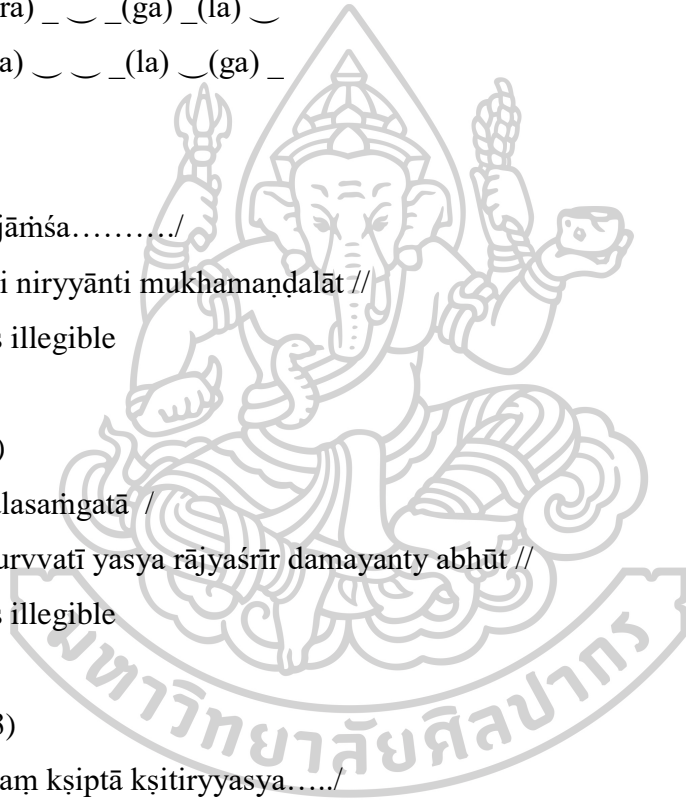 ra) _ ‿ _(ga) _(la) ‿
a) ‿ ‿ _(la) ‿(ga) _
jāṁśa………./
i niryyānti mukhamaṇḍalāt //
s illegible
)
alasaṁgatā /
urvvatī yasya rājyaśrīr damayanty abhūt //
s illegible
3)
aṃ kṣiptā kṣitiryyasya…../
มหาวิทยาลัยศิลปากร